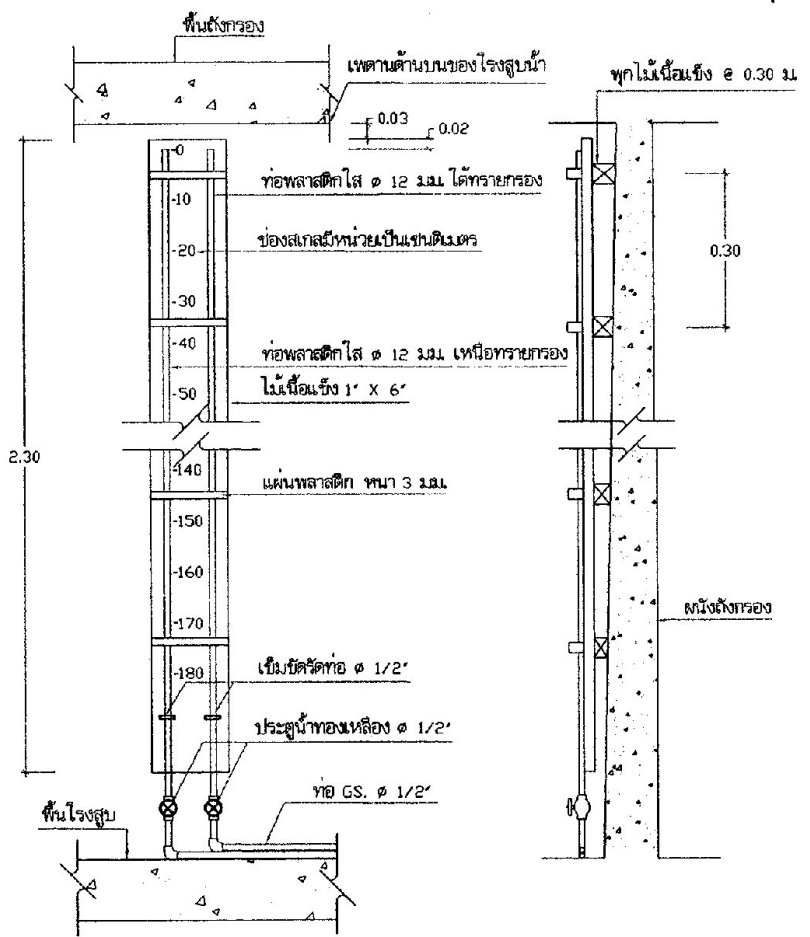 พื้นถังกรอง
เพดานด้านบนของโรงสูบน้ำ
พุกไม้เนื้อแข็ง @ 0.30 ม.
0.03
0.02
-0
ท่อพลาสติกใส ø 12 ม.ม. ใต้ทรายกรอง
-10
ช่องสเกลมีหน่วยเป็นเซนติเมตร
-20
0.30
-30
-40
ท่อพลาสติกใส ø 12 ม.ม. เหนือทรายกรอง
-50
ไม้เนื้อแข็ง 1" X 6"
2.30
-140
แผ่นพลาสติก หนา 3 ม.ม.
-150
-160
-170
ผนังถังกรอง
-180
เข็มขัดรัดท่อ ø 1/2"
ประตูน้ำทองเหลือง ø 1/2"
ท่อ GS. ø 1/2"
พื้นโรงสูบ